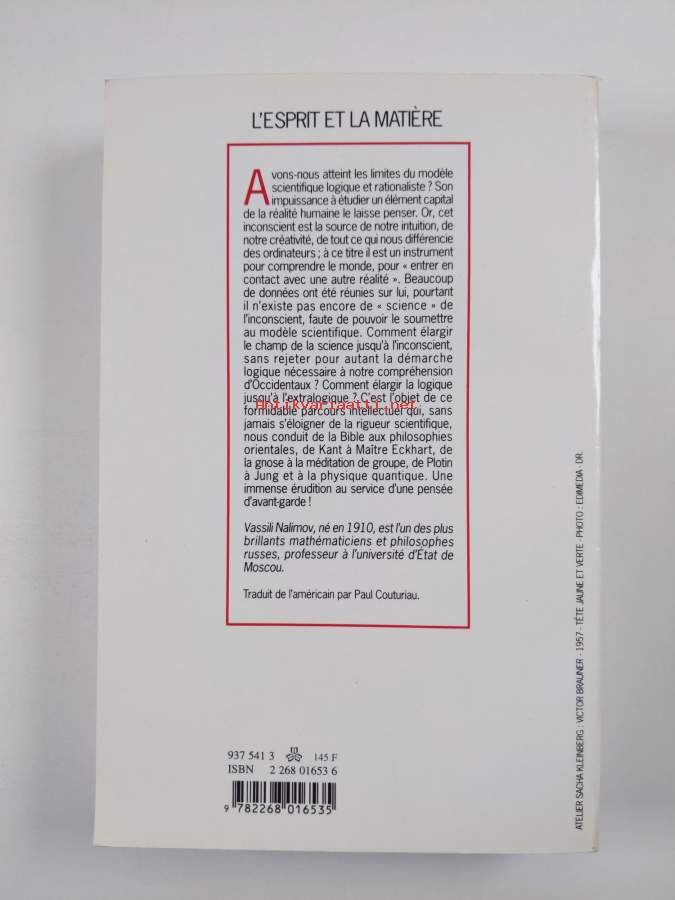 L'ESPRIT ET LA MATIÈRE
Avons-nous atteint les limites du modèle
scientifique logique et rationaliste ? Son
impuissance à étudier un élément capital
de la réalité humaine le laisse penser. Or, cet
inconscient est la source de notre intuition, de
notre créativité, de tout ce qui nous différencie
des ordinateurs ; à ce titre il est un instrument
pour comprendre le monde, pour « entrer en
contact avec une autre réalité ». Beaucoup
de données ont été réunies sur lui, pourtant
il n'existe pas encore de « science » de
l'inconscient, faute de pouvoir le soumettre
au modèle scientifique. Comment élargir
le champ de la science jusqu'à l'inconscient,
sans rejeter pour autant la démarche
logique nécessaire à notre compréhension
d'Occidentaux ? Comment élargir la logique
jusqu'à l'extralogique ? C'est l'objet de ce
Antikvariaatti.net
formidable parcours intellectuel qui, sans
jamais s'éloigner de la rigueur scientifique,
nous conduit de la Bible aux philosophies
orientales, de Kant à Maître Eckhart, de
la gnose à la méditation de groupe, de Plotin
à Jung et à la physique quantique. Une
immense érudition au service d'une pensée
d'avant-garde !
Vassili Nalimov, né en 1910, est l'un des plus
brillants mathématiciens et philosophes
russes, professeur à l'université d'État de
Moscou.
Traduit de l'américain par Paul Couturiau.
937 541 3 145 F
ISBN 2 268 01653 6
9 782268 016535
ATELIER SACHA KLEINBERG : VICTOR BRAUNER - 1957 - TÊTE JAUNE ET VERTE - PHOTO : EDIMEDIA - DR.